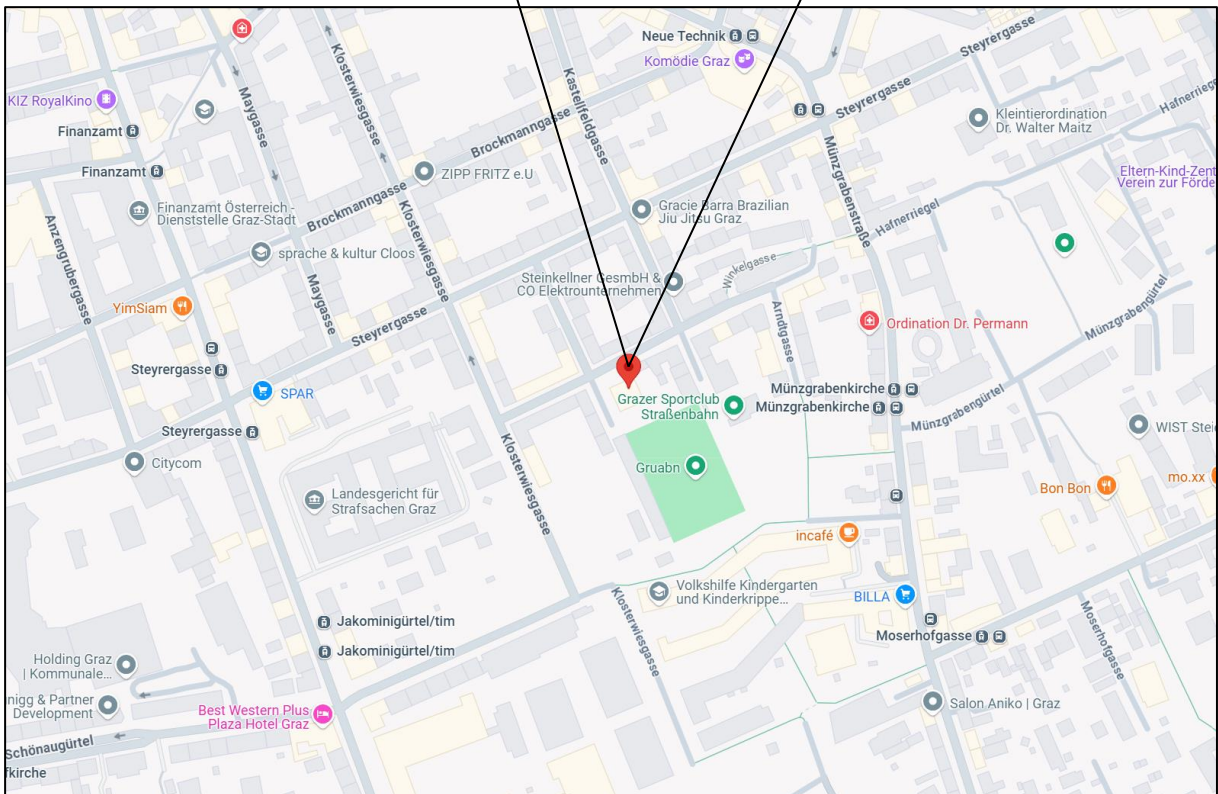 Neue Technik
Komödie Graz
Steyrergasse
Klosterwiesgasse
Kastellfeldgasse
KIZ RoyalKino
Maygasse
Hafnerriegel
Kleintierordination
Dr. Walter Maitz
Finanzamt
Brockmanngasse
Steyrergasse
Münzgrabenstraße
Finanzamt
ZIPP FRITZ e.U
Eltern-Kind-Zent
Verein zur Förde
Finanzamt Österreich -
Dienststelle Graz-Stadt
Brockmanngasse
Gracie Barra Brazilian
Jiu Jitsu Graz
Hafnerriegel
Anzengrubergasse
sprache & kultur Cloos
Klosterwiesgasse
Steinkellner GesmbH &
CO Elektrounternehmen
Winkelgasse
Maygasse
YimSiam
Steyrergasse
Arndtgasse
Ordination Dr. Permann
Münzgrabengürtel
Steyrergasse
SPAR
Grazer Sportclub
Straßenbahn
Münzgrabenkirche
Münzgrabenkirche
Münzgrabengürtel
Steyrergasse
WIST Steie
Citycom
Klosterwiesgasse
Gruabn
Landesgericht für
Strafsachen Graz
Bon Bon
mo.xx
incafé
Volkshilfe Kindergarten
und Kinderkrippe...
BILLA
Klosterwiesgasse
Jakominigürtel/tim
Moserhofgasse
Moserhofgasse
Jakominigürtel/tim
Holding Graz
| Kommunale...
nigg & Partner
Development
Best Western Plus
Plaza Hotel Graz
Salon Aniko | Graz
Schönaugürtel
fkirche